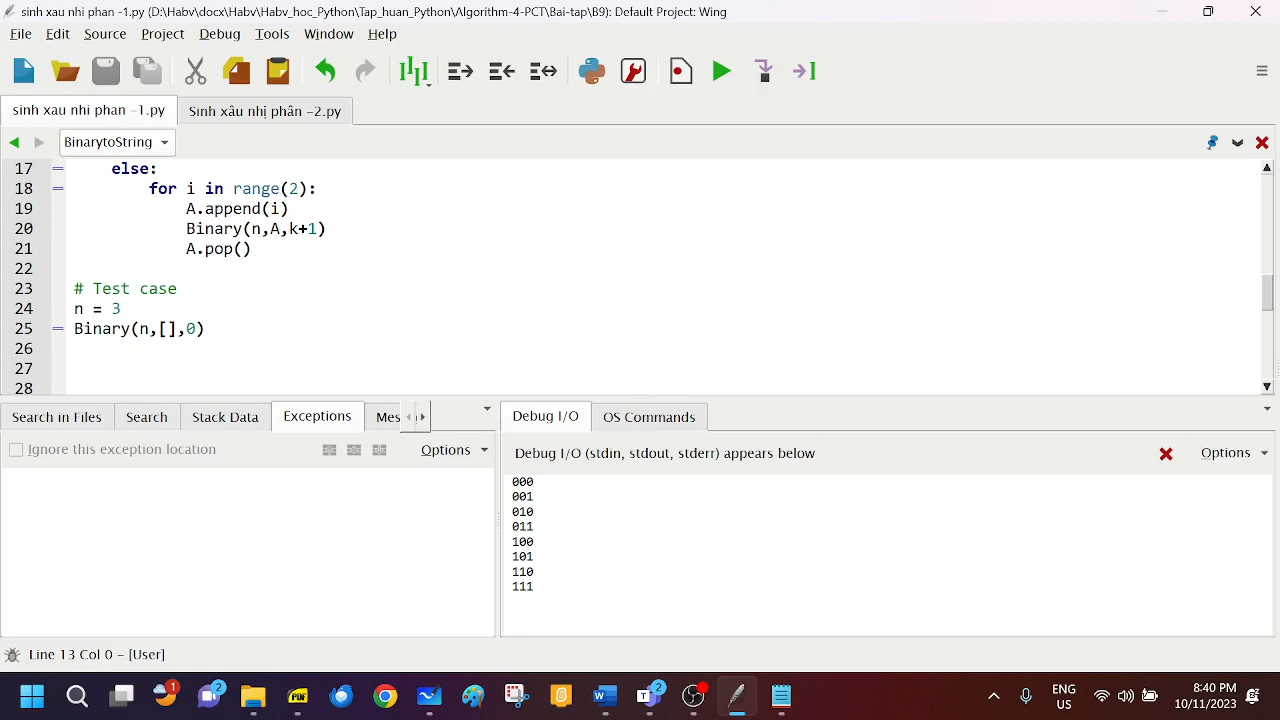 sinh xau nhi phan -1.py (D:\Habv\docx\Habv\Habv_hoc_Python\Tap_huan_Python\Algorithm-4-PCT\Bai-tap\B9): Default Project: Wing
File Edit Source Project Debug Tools Window Help
sinh xau nhi phan -1.py Sinh xâu nhị phân -2.py
BinarytoString
17 else:
18 for i in range(2):
19 A.append(i)
20 Binary(n,A,k+1)
21 A.pop()
22
23 # Test case
24 n = 3
25 Binary(n,[],0)
26
27
28
Search in Files Search Stack Data Exceptions Mes Debug I/O OS Commands
Ignore this exception location Options Debug I/O (stdin, stdout, stderr) appears below Options
000
001
010
011
100
101
110
111
Line 13 Col 0 - [User]
1 2 PDF 2
ENG
US
8:40 PM
10/11/2023